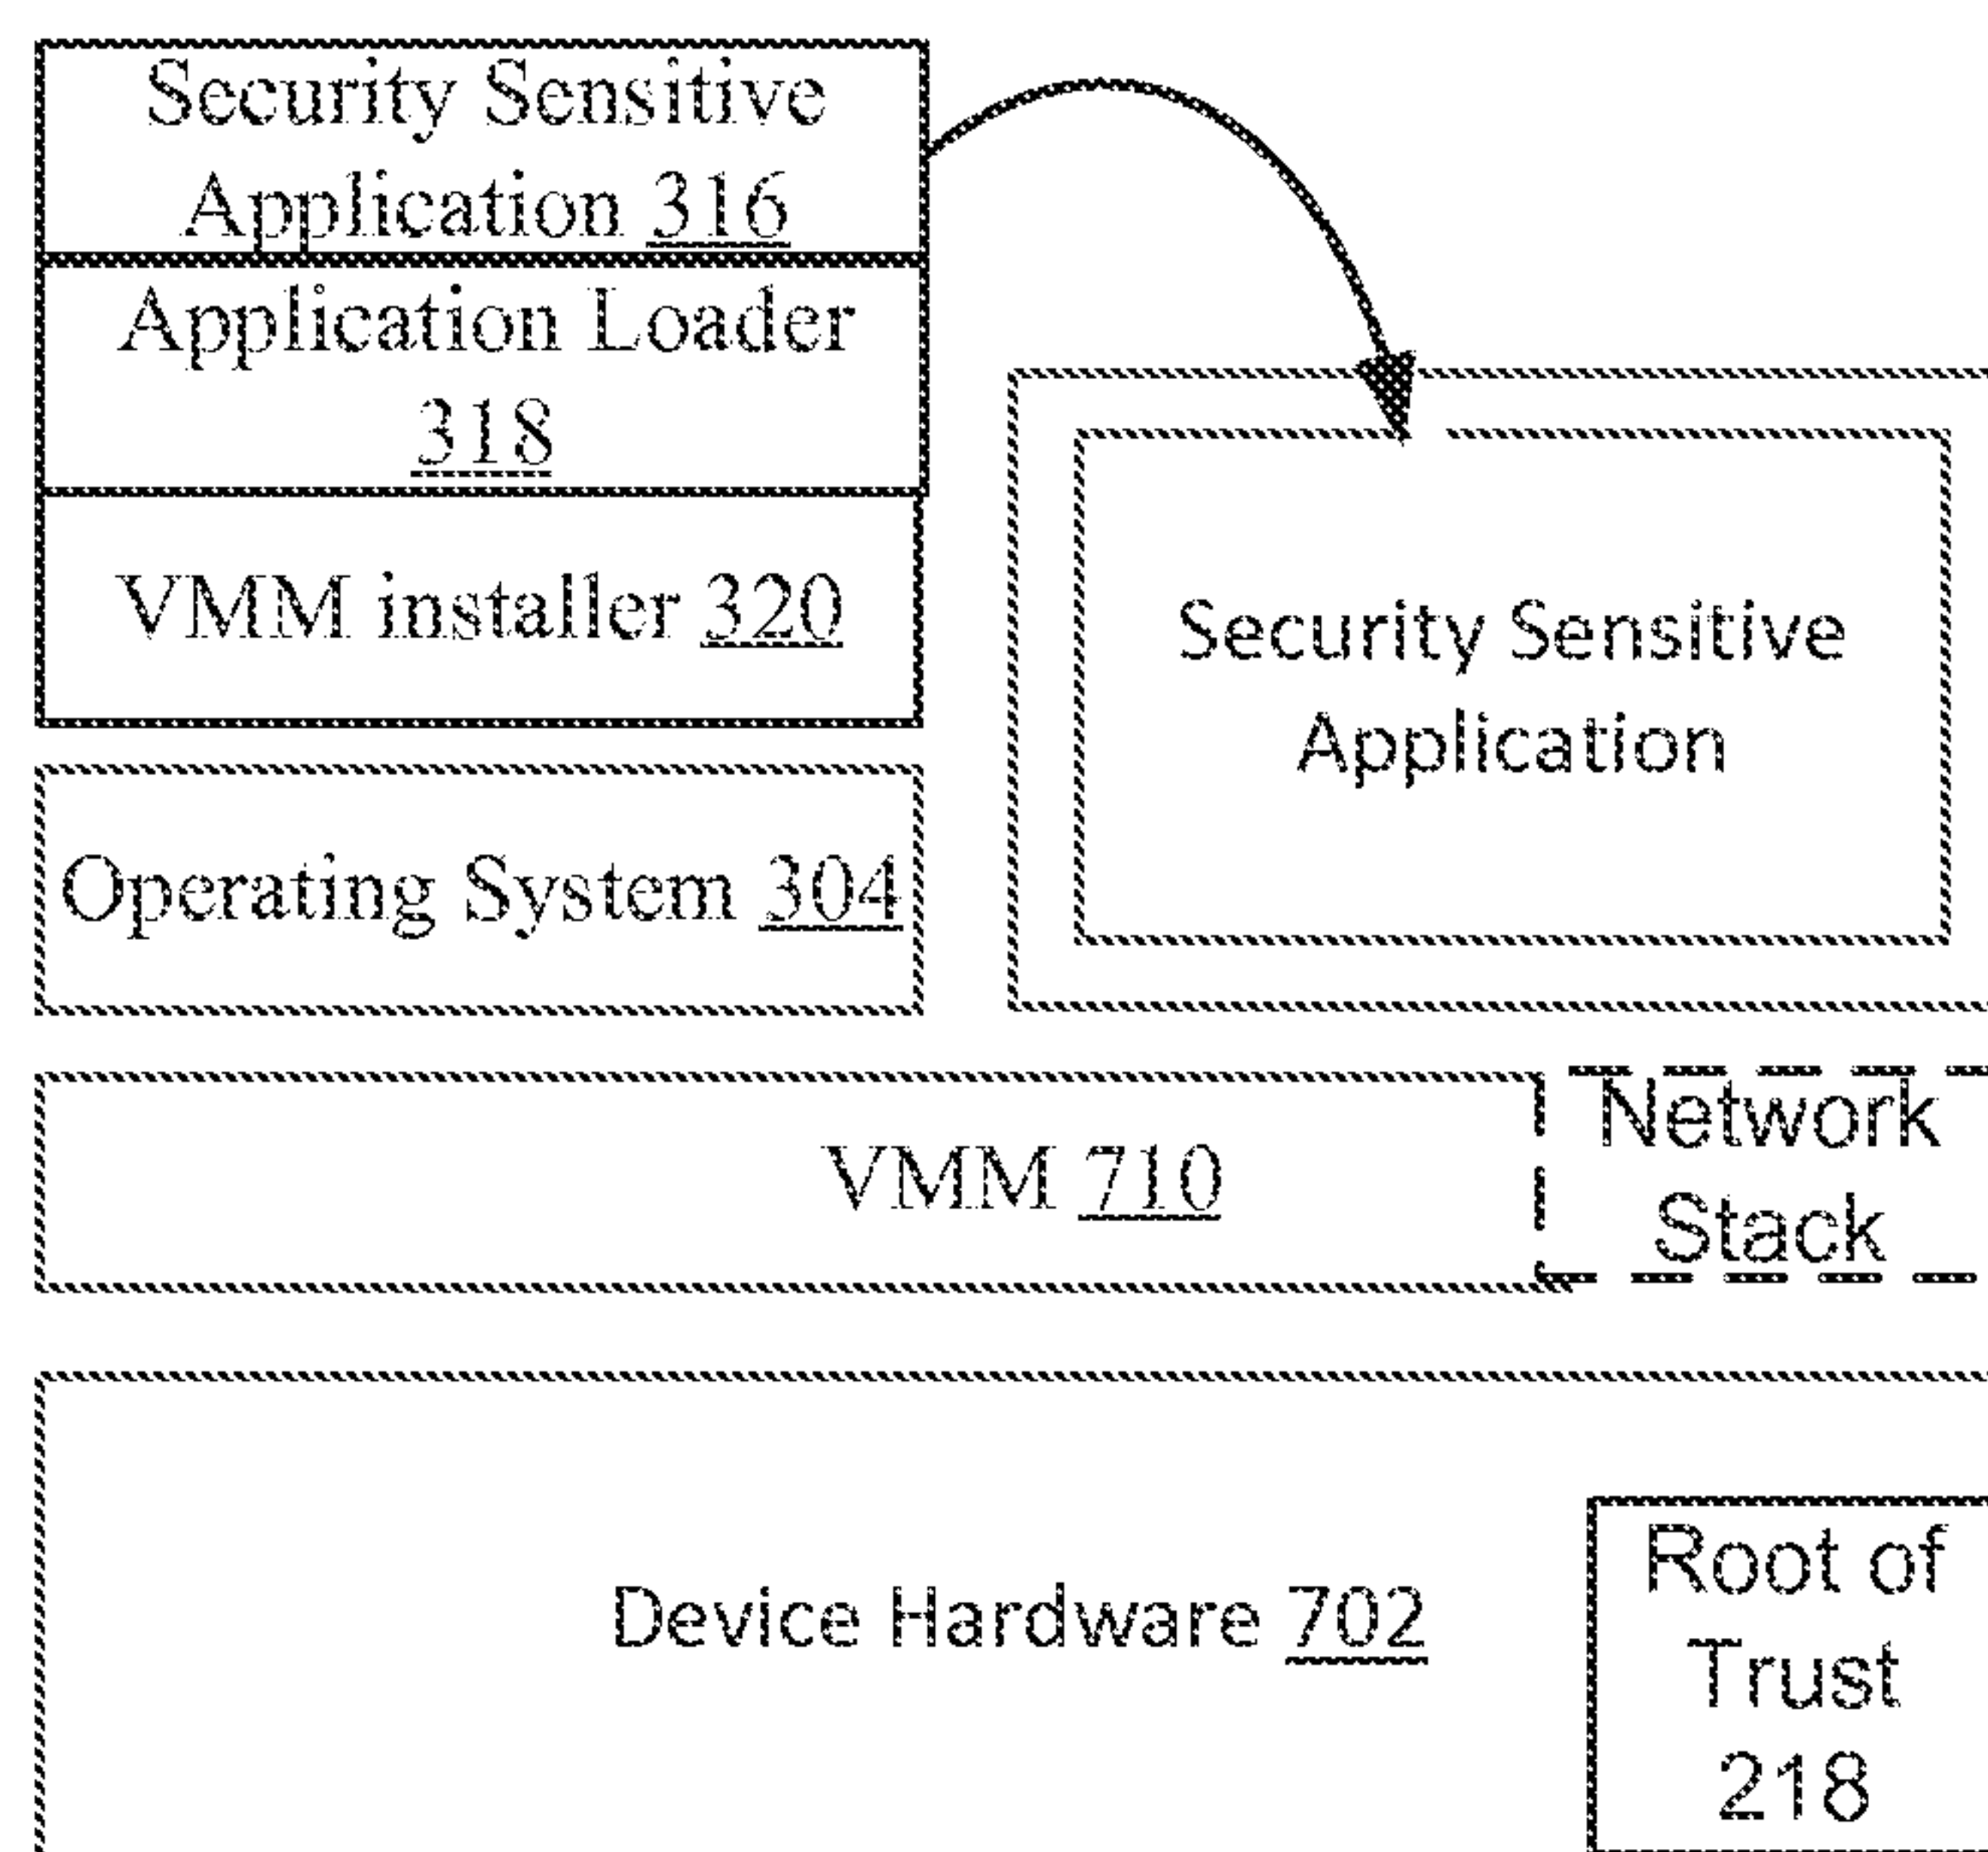 Security Sensitive
Application 316
Application Loader
318
VMM installer 320
Operating System 304
Security Sensitive
Application
VMM 710
Network
Stack
Device Hardware 702
Root of
Trust
218